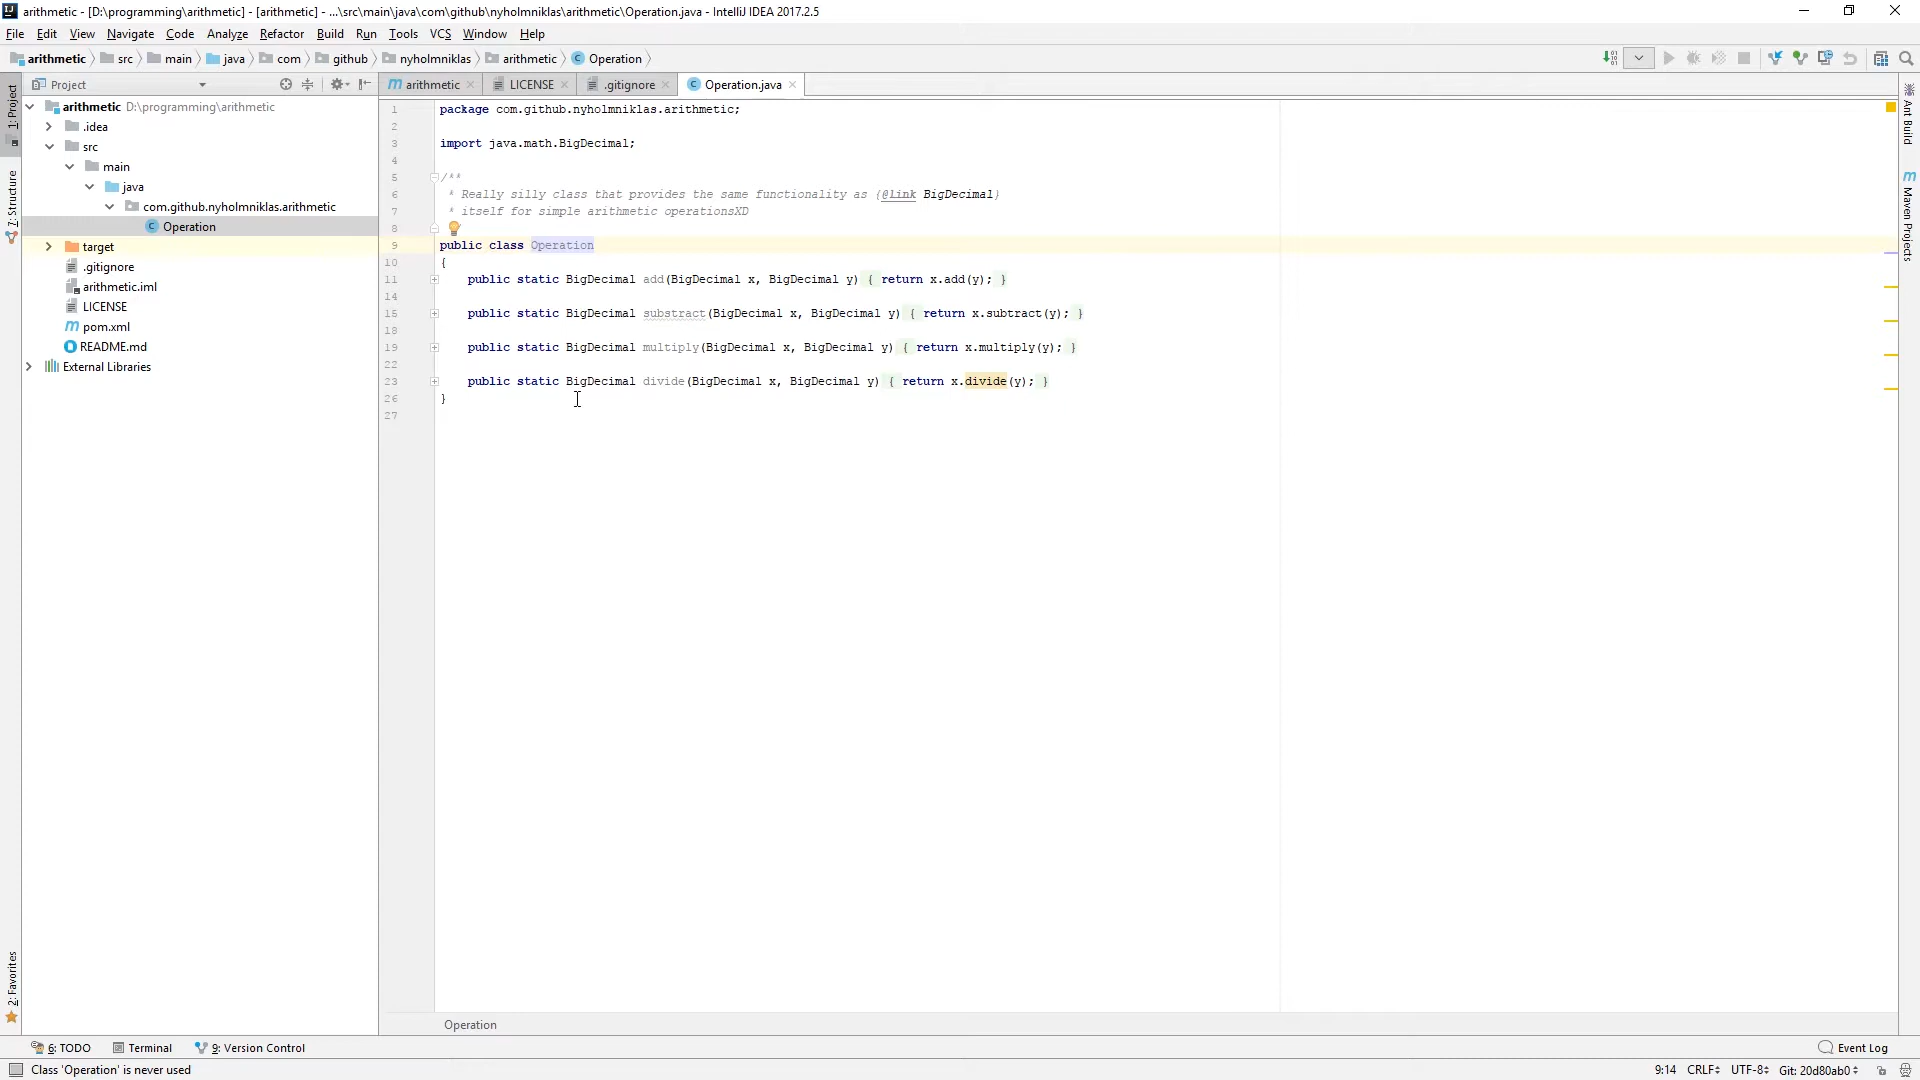 arithmetic - [D:\programming\arithmetic] - [arithmetic] - ...\src\main\java\com\github\nyholmniklas\arithmetic\Operation.java - IntelliJ IDEA 2017.2.5
File Edit View Navigate Code Analyze Refactor Build Run Tools VCS Window Help
arithmetic src main java com github nyholmniklas arithmetic Operation
Project
arithmetic LICENSE .gitignore Operation.java
1: Project
7: Structure
2: Favorites
arithmetic D:\programming\arithmetic
.idea
src
main
java
com.github.nyholmniklas.arithmetic
Operation
target
.gitignore
arithmetic.iml
LICENSE
pom.xml
README.md
External Libraries
1 package com.github.nyholmniklas.arithmetic;
2
3 import java.math.BigDecimal;
4
5 /**
6 * Really silly class that provides the same functionality as {@link BigDecimal}
7 * itself for simple arithmetic operationsXD
8
9 public class Operation
10 {
11 public static BigDecimal add(BigDecimal x, BigDecimal y) { return x.add(y); }
14
15 public static BigDecimal substract(BigDecimal x, BigDecimal y) { return x.subtract(y); }
18
19 public static BigDecimal multiply(BigDecimal x, BigDecimal y) { return x.multiply(y); }
22
23 public static BigDecimal divide(BigDecimal x, BigDecimal y) { return x.divide(y); }
26 }
27
Ant Build
Maven Projects
Operation
6: TODO Terminal 9: Version Control Event Log
Class 'Operation' is never used 9:14 CRLF UTF-8 Git: 20d80ab0